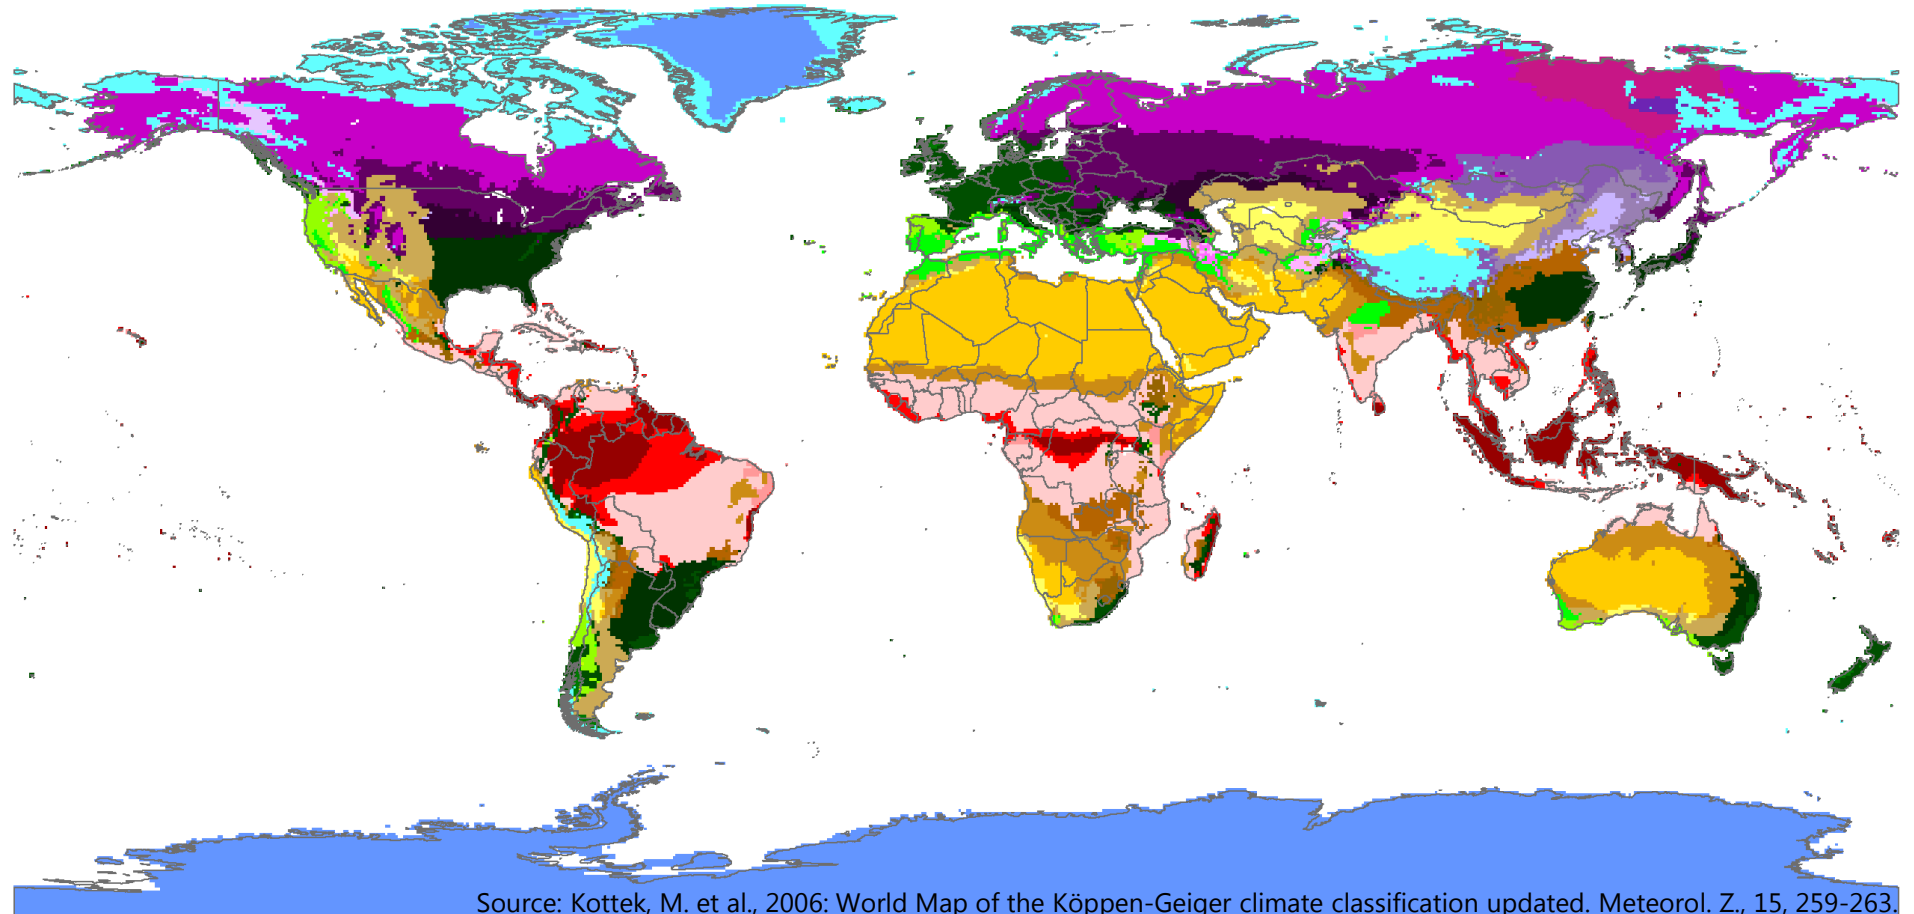 Source: Kottek, M. et al., 2006: World Map of the Köppen-Geiger climate classification updated. Meteorol. Z., 15, 259-263.